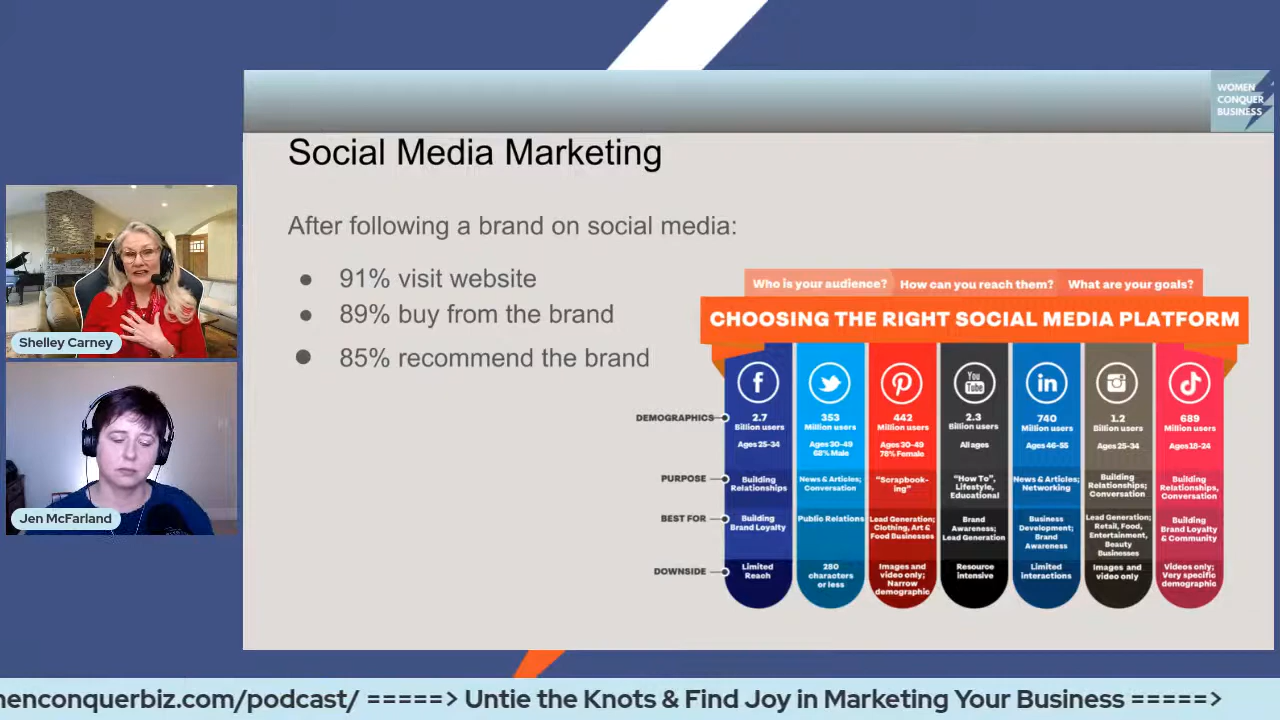 WOMEN
CONQUER
BUSINESS
Social Media Marketing
After following a brand on social media:
● 91% visit website
● 89% buy from the brand
● 85% recommend the brand
Who is your audience? How can you reach them? What are your goals?
CHOOSING THE RIGHT SOCIAL MEDIA PLATFORM
f
You
Tube
in
DEMOGRAPHICS
2.7
Billion users
Ages 25-34
353
Million users
Ages 30-49
68% Male
442
Million users
Ages 30-49
78% Female
2.3
Billion users
All ages
740
Million users
Ages 46-55
1.2
Billion users
Ages 25-34
689
Million users
Ages 18-24
PURPOSE
Building
Relationships
News & Articles;
Conversation
"Scrapbook-
ing"
"How To",
Lifestyle,
Educational
News & Articles;
Networking
Building
Relationships;
Conversation
Building
Relationships,
Conversation
BEST FOR
Building
Brand Loyalty
Public Relations
Lead Generation;
Clothing, Art &
Food Businesses
Brand
Awareness;
Lead Generation
Business
Development;
Brand
Awareness
Lead Generation;
Retail, Food,
Entertainment,
Beauty
Businesses
Building
Brand Loyalty
& Community
DOWNSIDE
Limited
Reach
280
characters
or less
Images and
video only;
Narrow
demographic
Resource
intensive
Limited
interactions
Images and
video only
Videos only;
Very specific
demographic
Shelley Carney
Jen McFarland
menconquerbiz.com/podcast/ =====> Untie the Knots & Find Joy in Marketing Your Business =====>